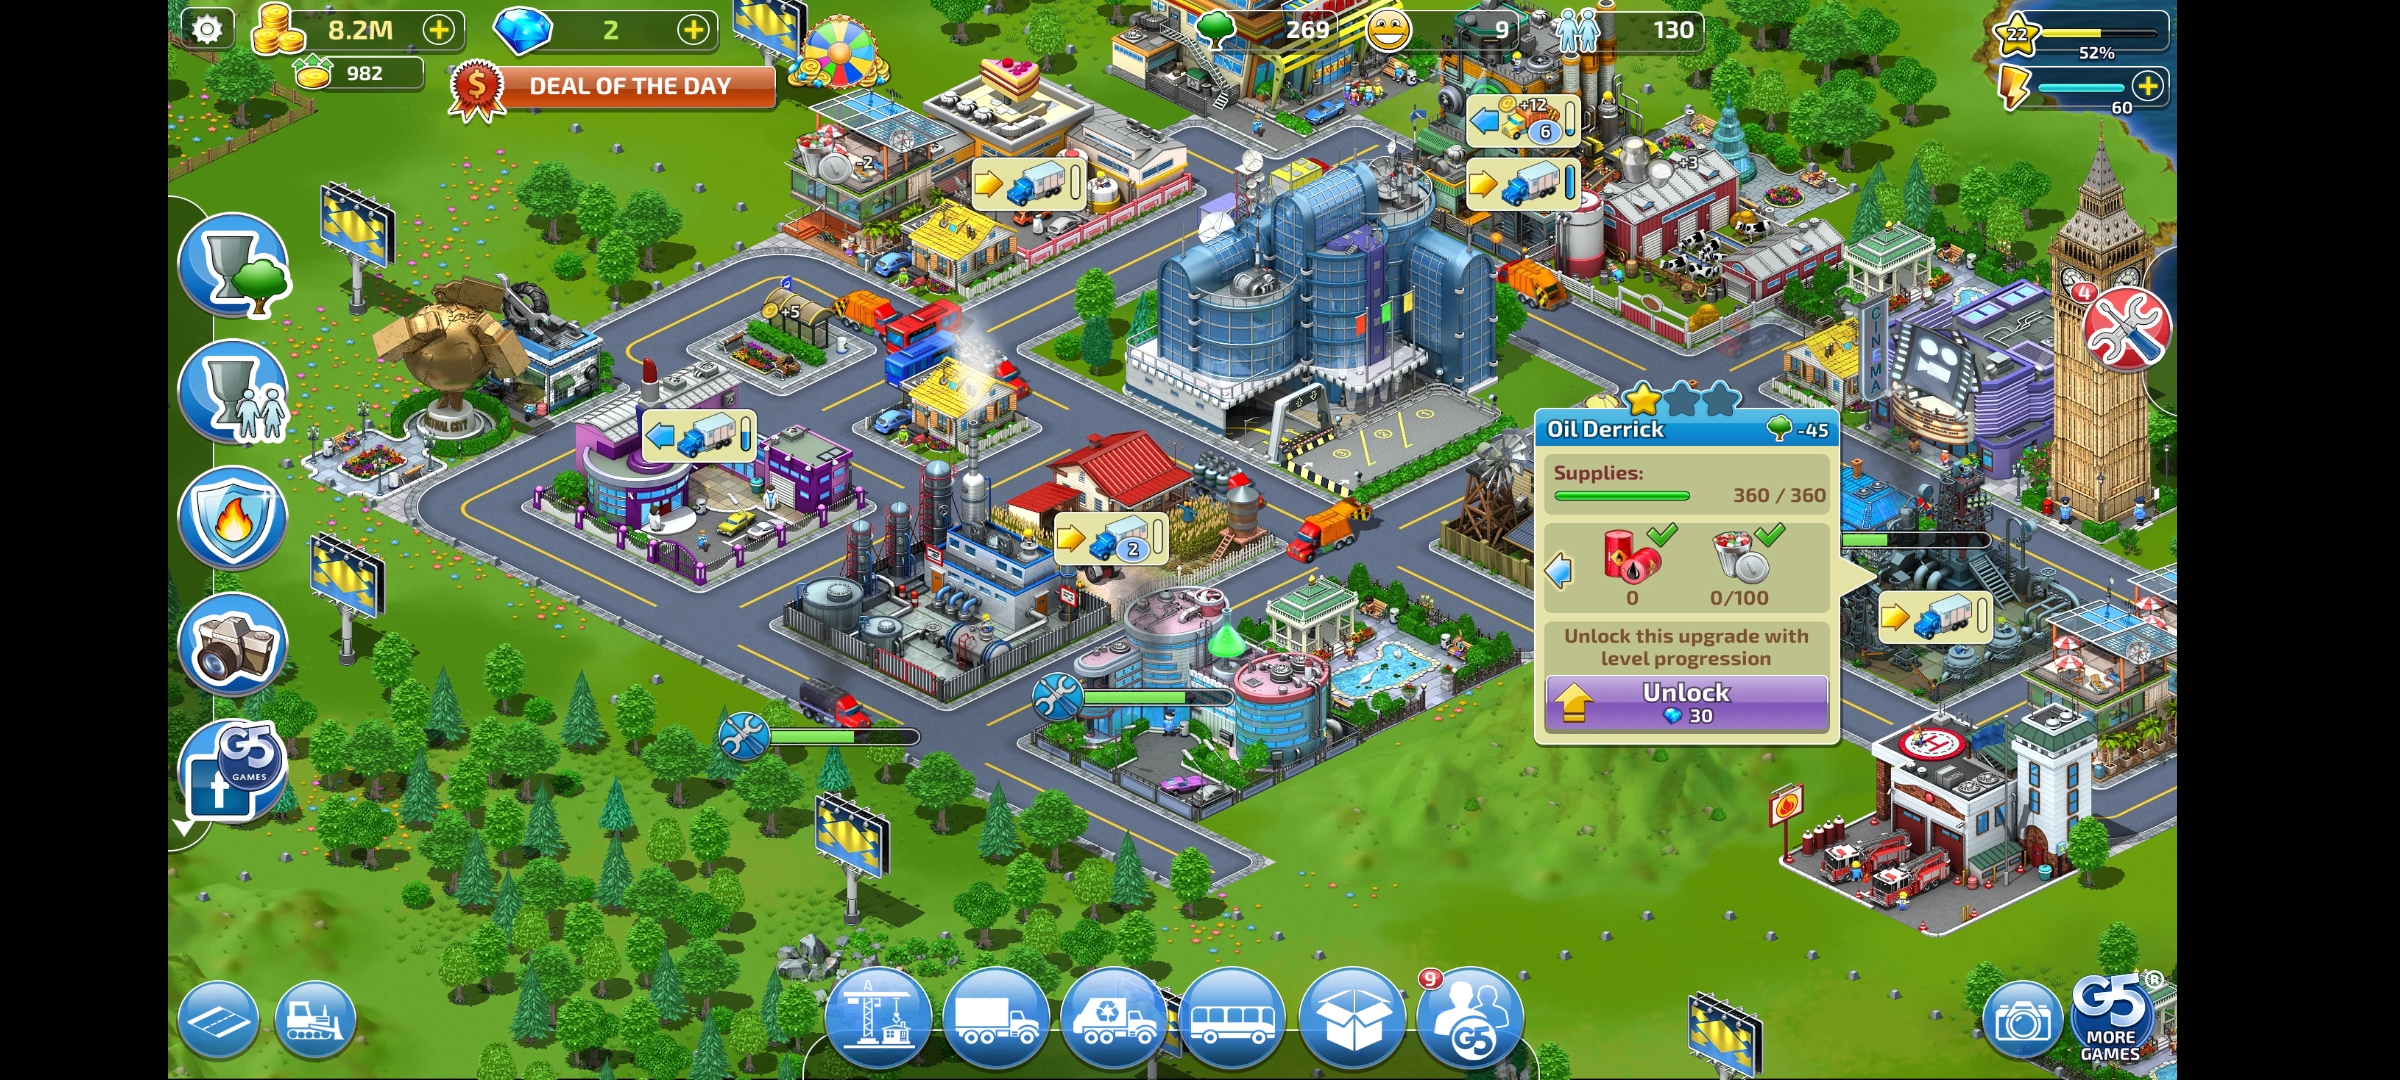 8.2M
2
269
9
130
22
52%
982
DEAL OF THE DAY
60
+12
6
-2
+3
+5
4
CINEMA
Oil Derrick
-45
Supplies:
360 / 360
2
0
0/100
Unlock this upgrade with
level progression
Unlock
30
H
G5
GAMES
f
9
A
G5
G5®
MORE
GAMES